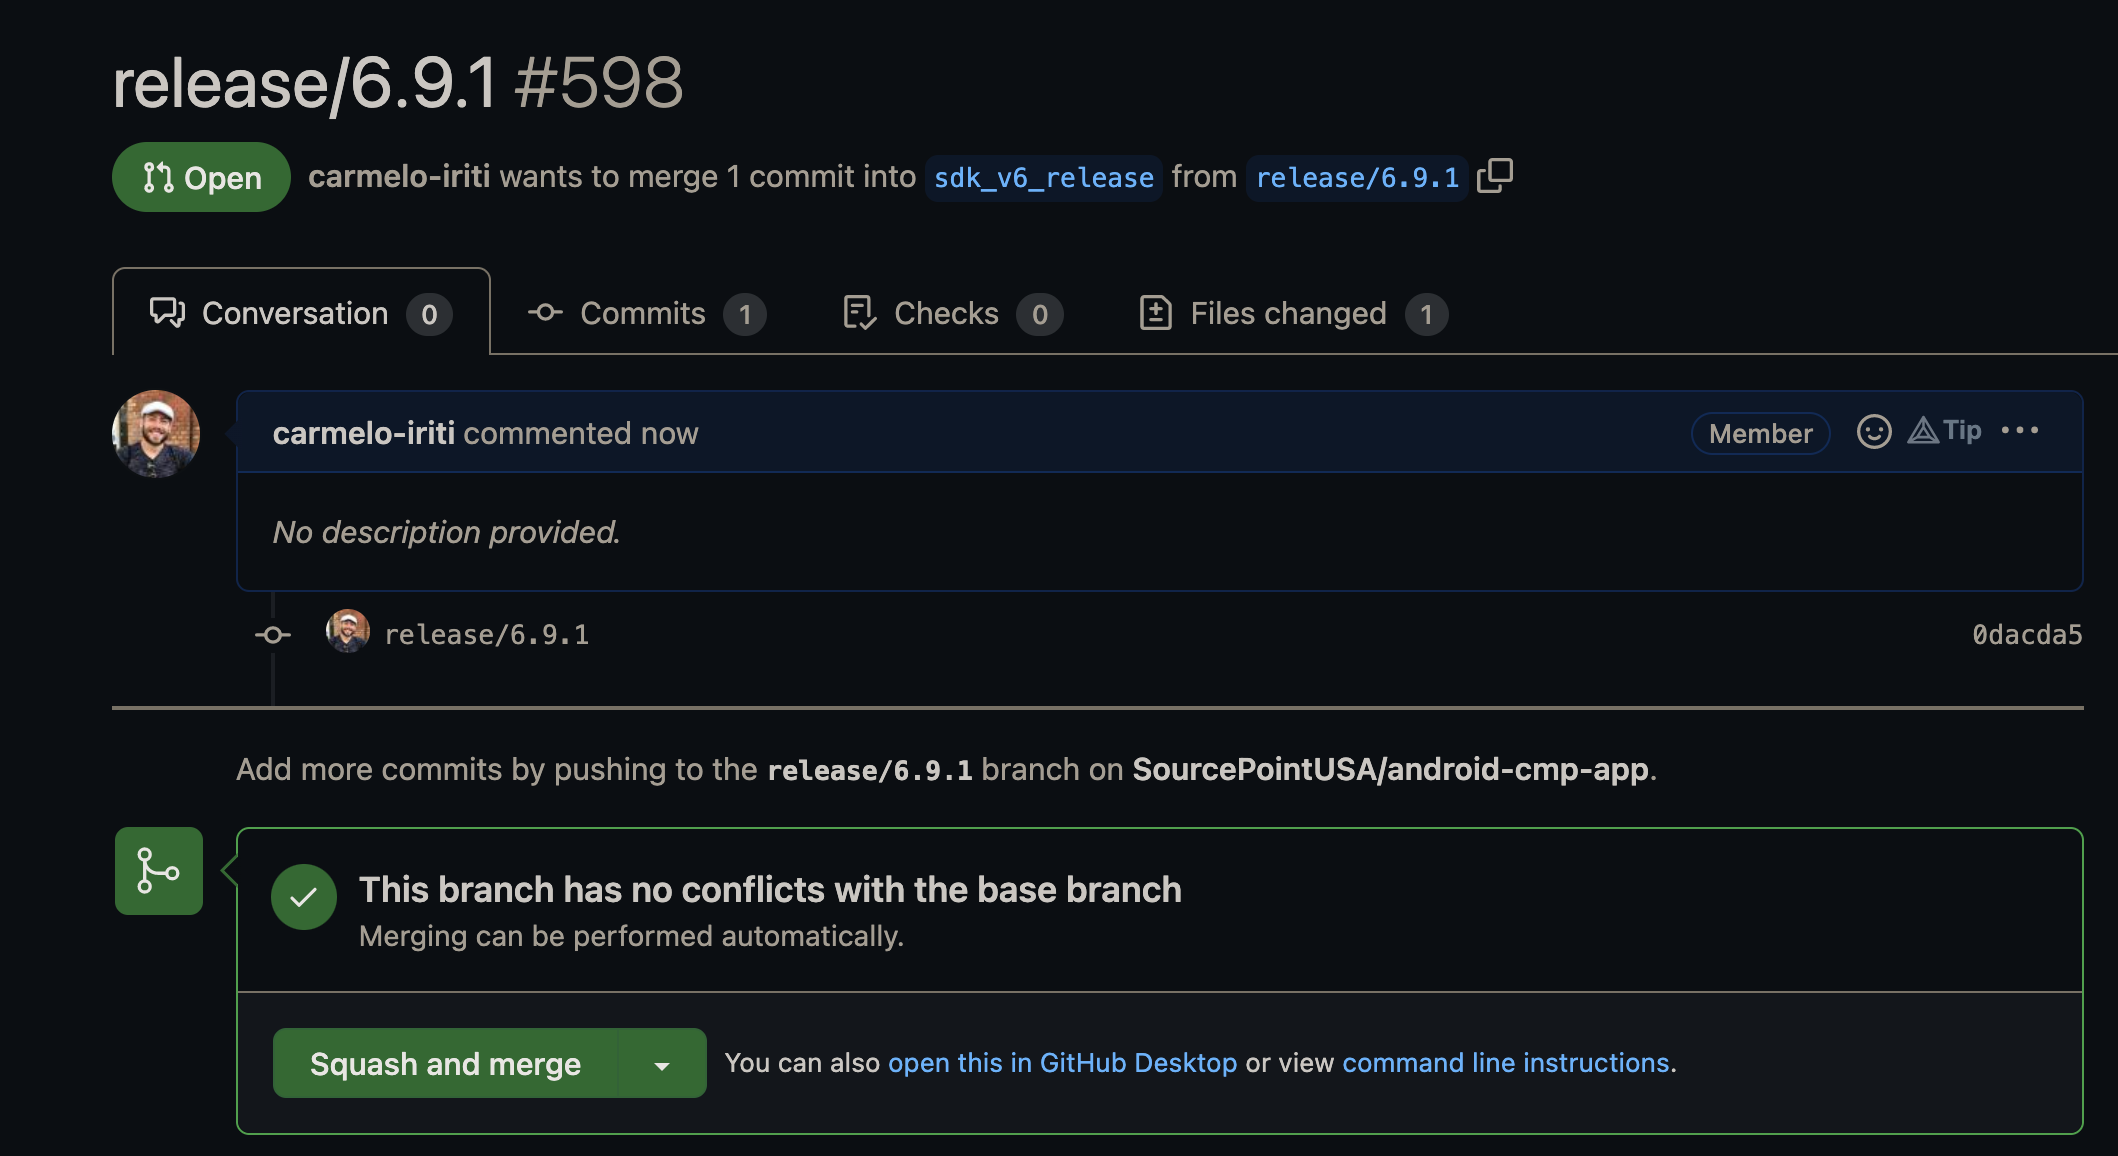 release/6.9.1 #598
Open carmelo-iriti wants to merge 1 commit into sdk_v6_release from release/6.9.1
Conversation 0 Commits 1 Checks 0 Files changed 1
carmelo-iriti commented now Member Tip
No description provided.
release/6.9.1 0dacda5
Add more commits by pushing to the release/6.9.1 branch on SourcePointUSA/android-cmp-app.
This branch has no conflicts with the base branch
Merging can be performed automatically.
Squash and merge You can also open this in GitHub Desktop or view command line instructions.